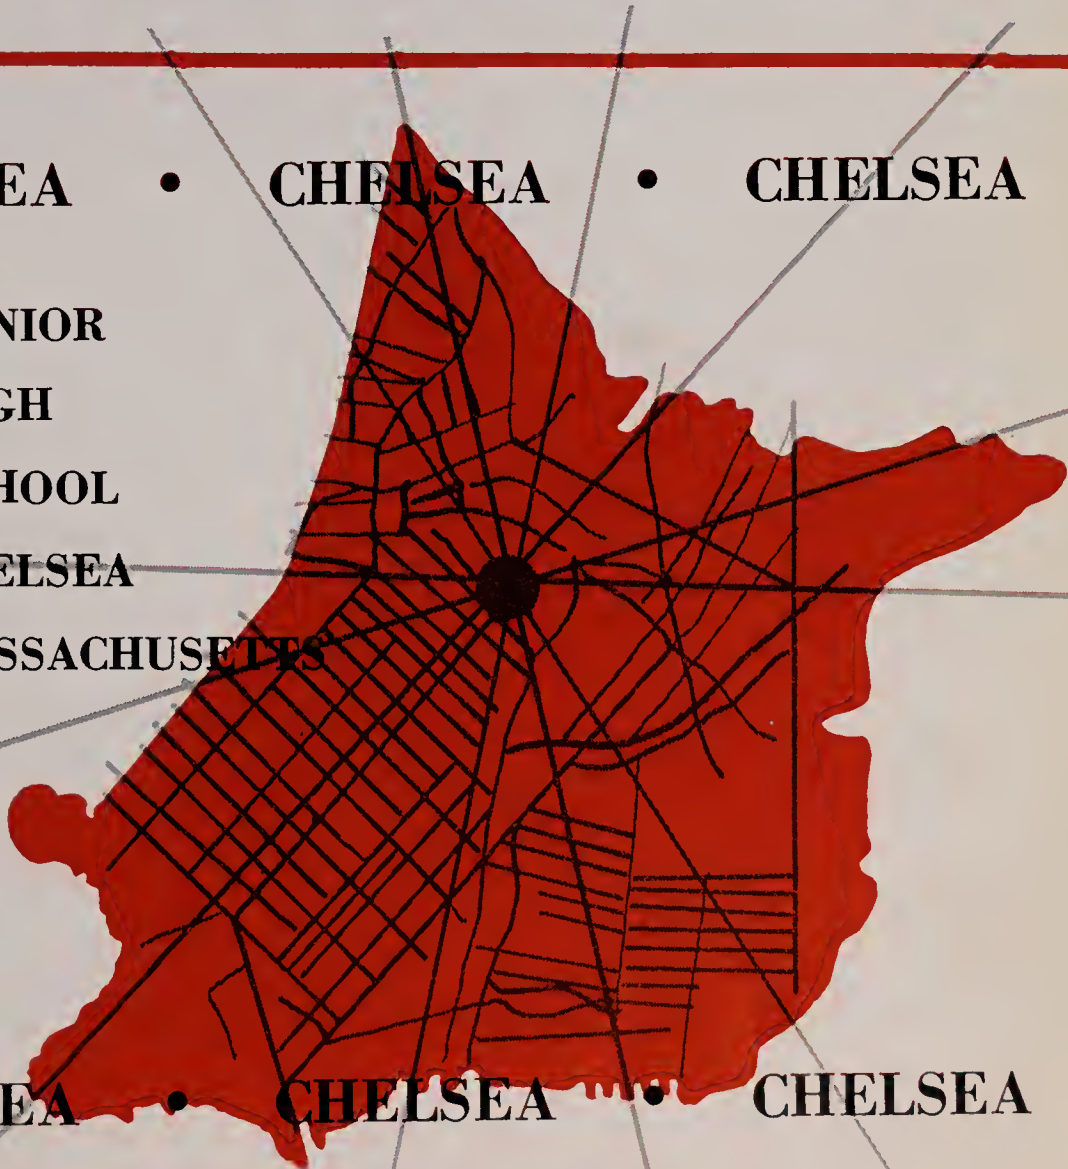 EA • CHELSEA • CHELSEA
NIOR
GH
HOOL
ELSEA
SSACHUSETTS
EA • CHELSEA • CHELSEA